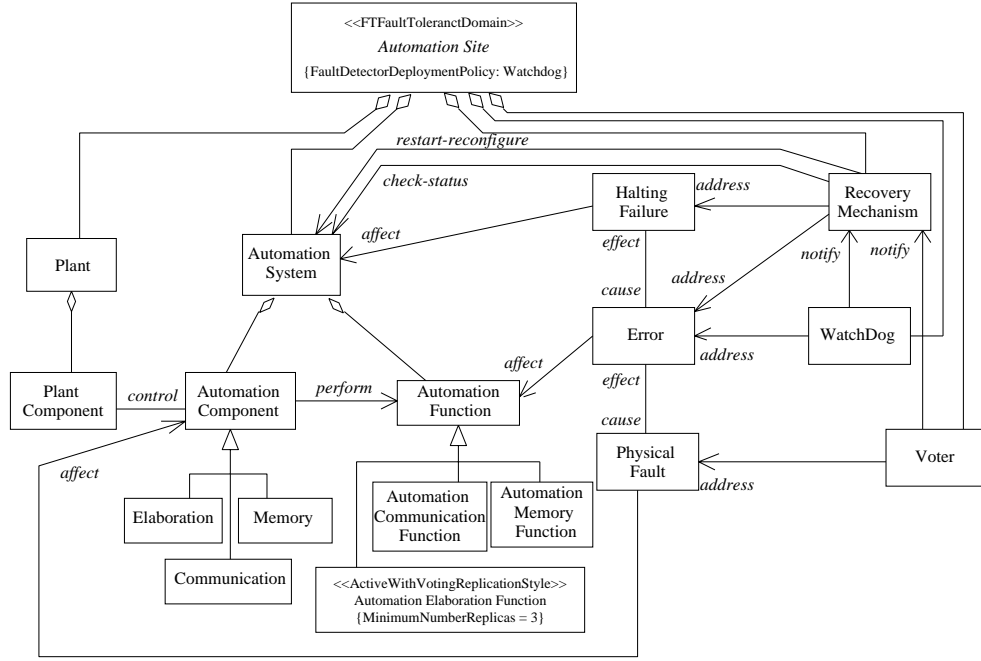 <<FTFaultToleranctDomain>>
Automation Site
{FaultDetectorDeploymentPolicy: Watchdog}
restart-reconfigure
check-status
Halting
Failure
address
Recovery
Mechanism
affect
effect
notify
notify
Plant
Automation
System
address
cause
Error
WatchDog
affect
address
Plant
Component
control
Automation
Component
perform
Automation
Function
effect
cause
affect
Physical
Fault
Voter
address
Elaboration
Memory
Automation
Communication
Function
Automation
Memory
Function
Communication
<<ActiveWithVotingReplicationStyle>>
Automation Elaboration Function
{MinimumNumberReplicas = 3}